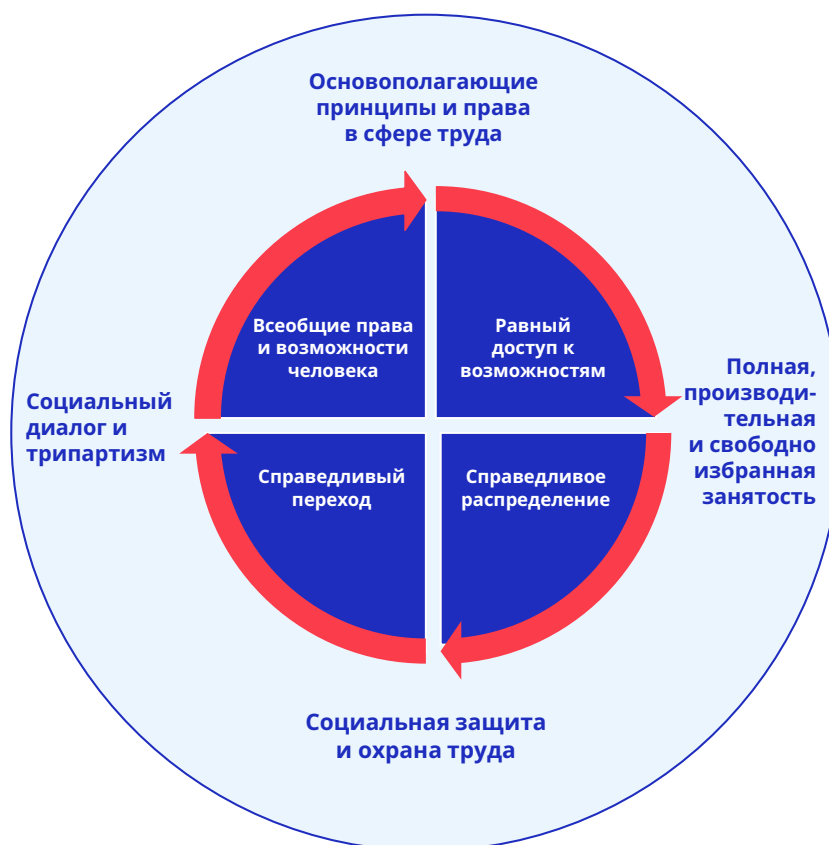 Основополагающие
принципы и права
в сфере труда
Всеобщие права
и возможности
человека
Равный
доступ к
возможностям
Социальный
диалог и
трипартизм
Полная,
производи-
тельная
и свободно
избранная
занятость
Справедливый
переход
Справедливое
распределение
Социальная защита
и охрана труда